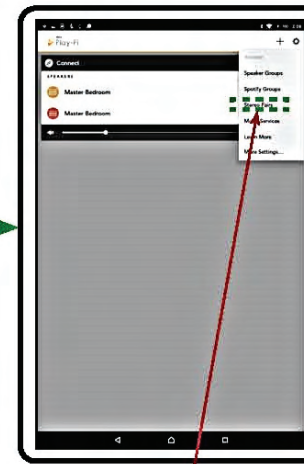 Play-Fi
Connect
SPEAKERS
Master Bedroom
Master Bedroom
Speaker Groups
Spotify Groups
Stereo Pairs
Music Services
Learn More
More Settings...